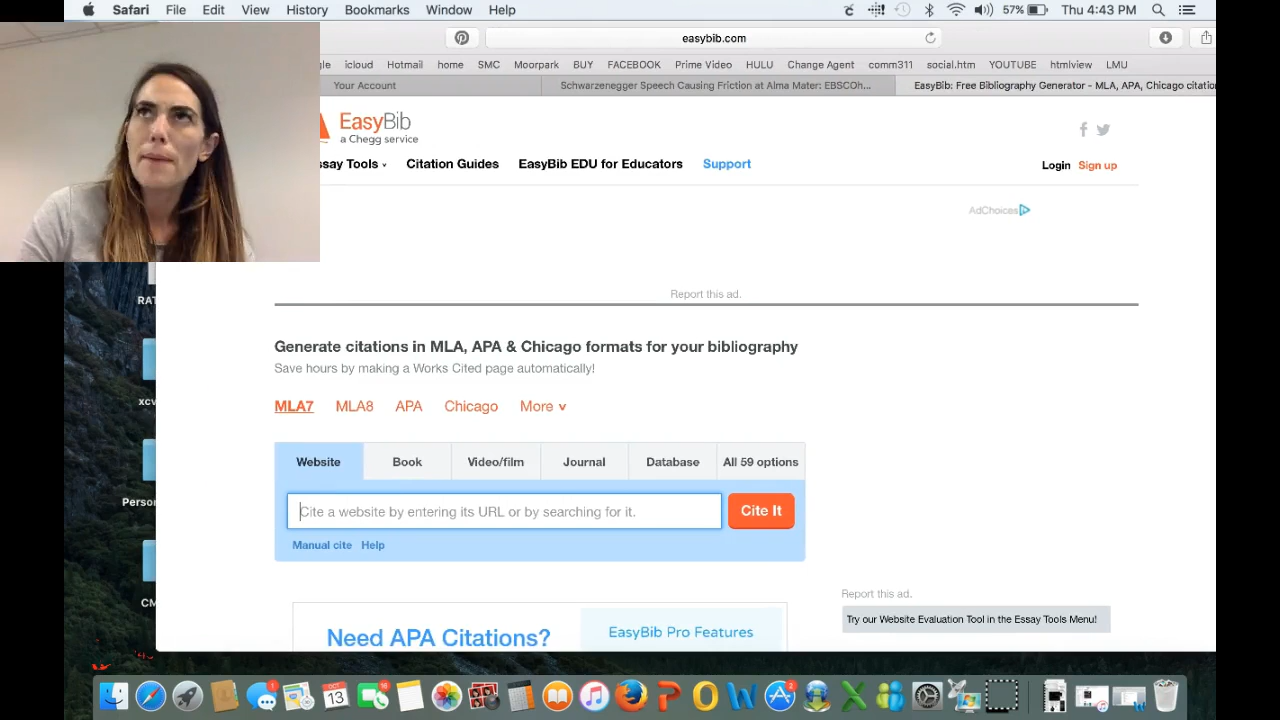 Safari File Edit View History Bookmarks Window Help 57% Thu 4:43 PM
easybib.com
icloud Hotmail home SMC Moorpark BUY FACEBOOK Prime Video HULU Change Agent comm311 social.htm YOUTUBE htmlview LMU
Your Account Schwarzenegger Speech Causing Friction at Alma Mater: EBSCOh... EasyBib: Free Bibliography Generator - MLA, APA, Chicago citatio
EasyBib
a Chegg service
ssay Tools Citation Guides EasyBib EDU for Educators Support Login Sign up
AdChoices
Report this ad.
Generate citations in MLA, APA & Chicago formats for your bibliography
Save hours by making a Works Cited page automatically!
MLA7 MLA8 APA Chicago More
Website Book Video/film Journal Database All 59 options
Cite a website by entering its URL or by searching for it. Cite It
Manual cite Help
Report this ad.
Try our Website Evaluation Tool in the Essay Tools Menu!
Need APA Citations? EasyBib Pro Features
RAT
xcv
Person
CM
OCT
13